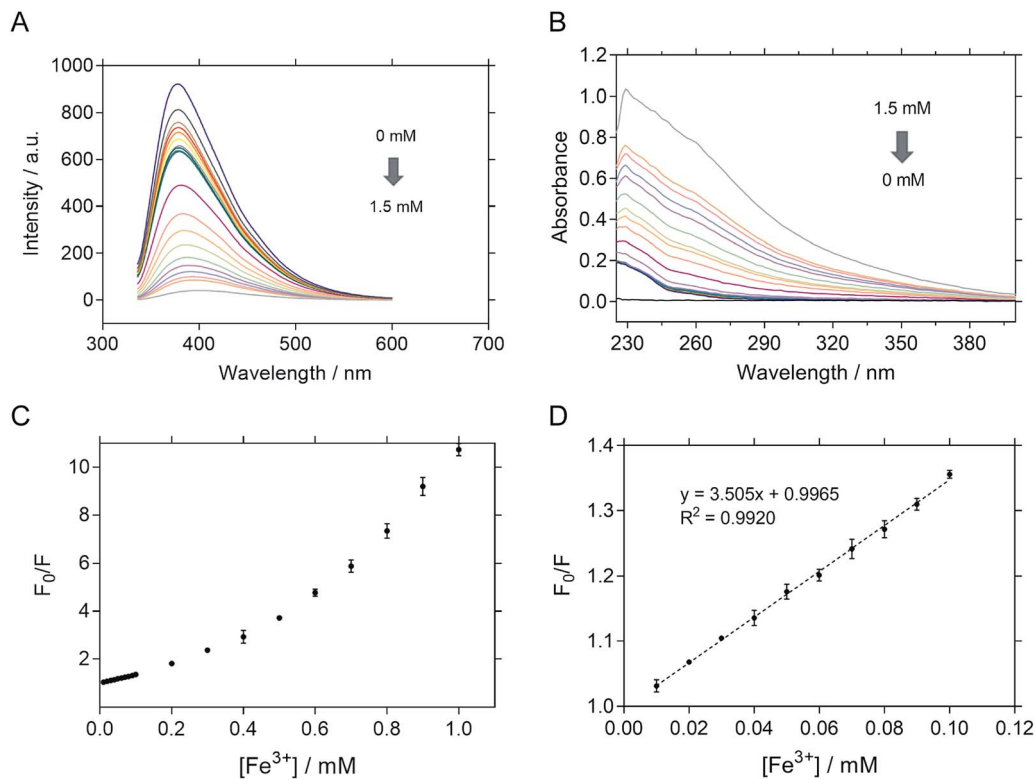 A
1000
800
600
400
200
0
Intensity / a.u.
0 mM
1.5 mM
300 400 500 600 700
Wavelength / nm
B
1.2
1.0
0.8
0.6
0.4
0.2
0.0
Absorbance
1.5 mM
0 mM
230 260 290 320 350 380
Wavelength / nm
C
10
8
6
4
2
F₀/F
0.0 0.2 0.4 0.6 0.8 1.0
[Fe³⁺] / mM
D
1.4
1.3
1.2
1.1
1.0
F₀/F
y = 3.505x + 0.9965
R² = 0.9920
0.00 0.02 0.04 0.06 0.08 0.10 0.12
[Fe³⁺] / mM